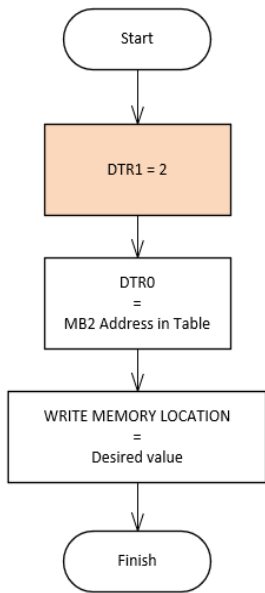 Start
DTR1 = 2
DTR0
=
MB2 Address in Table
WRITE MEMORY LOCATION
=
Desired value
Finish